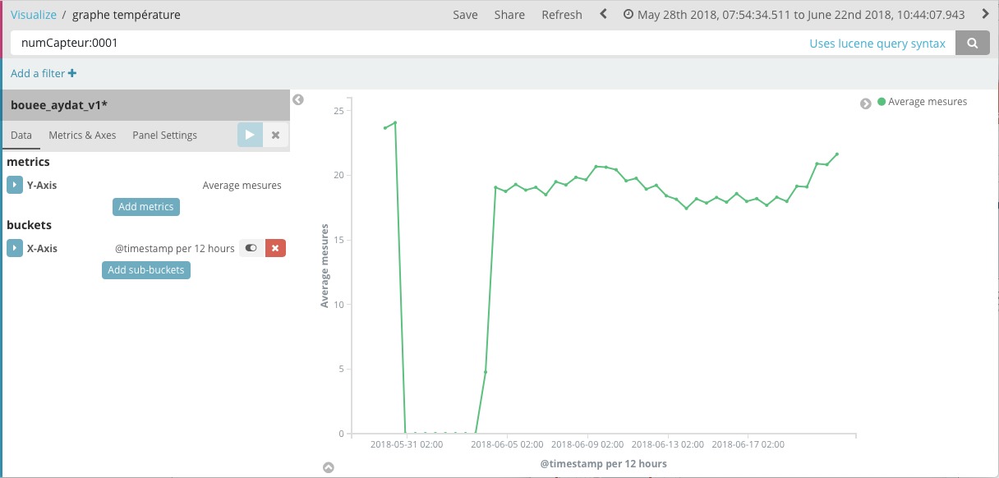 Visualize / graphe température
Save Share Refresh May 28th 2018, 07:54:34.511 to June 22nd 2018, 10:44:07.943
numCapteur:0001
Uses lucene query syntax
Add a filter
bouee_aydat_v1*
Data Metrics & Axes Panel Settings
metrics
Y-Axis Average mesures
Add metrics
buckets
X-Axis @timestamp per 12 hours
Add sub-buckets
Average mesures
25
20
15
10
5
0
Average mesures
2018-05-31 02:00 2018-06-05 02:00 2018-06-09 02:00 2018-06-13 02:00 2018-06-17 02:00
@timestamp per 12 hours